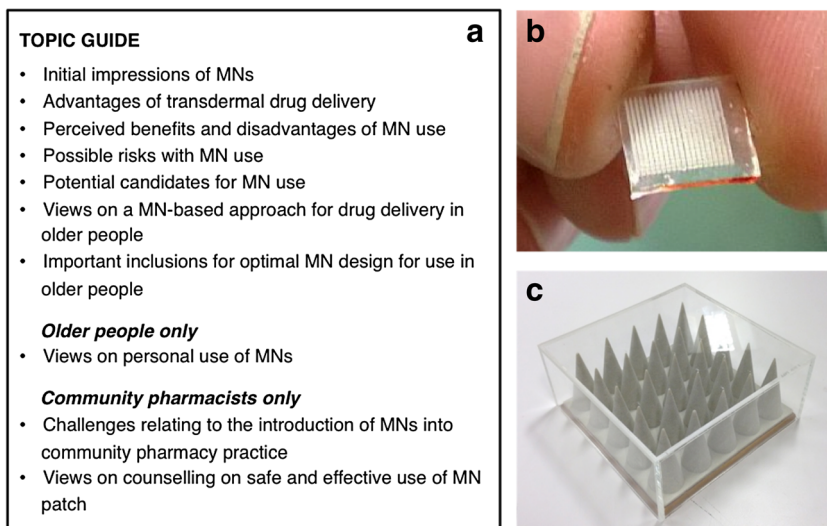 a
TOPIC GUIDE
• Initial impressions of MNs
• Advantages of transdermal drug delivery
• Perceived benefits and disadvantages of MN use
• Possible risks with MN use
• Potential candidates for MN use
• Views on a MN-based approach for drug delivery in
older people
• Important inclusions for optimal MN design for use in
older people
Older people only
• Views on personal use of MNs
Community pharmacists only
• Challenges relating to the introduction of MNs into
community pharmacy practice
• Views on counselling on safe and effective use of MN
patch
b
c